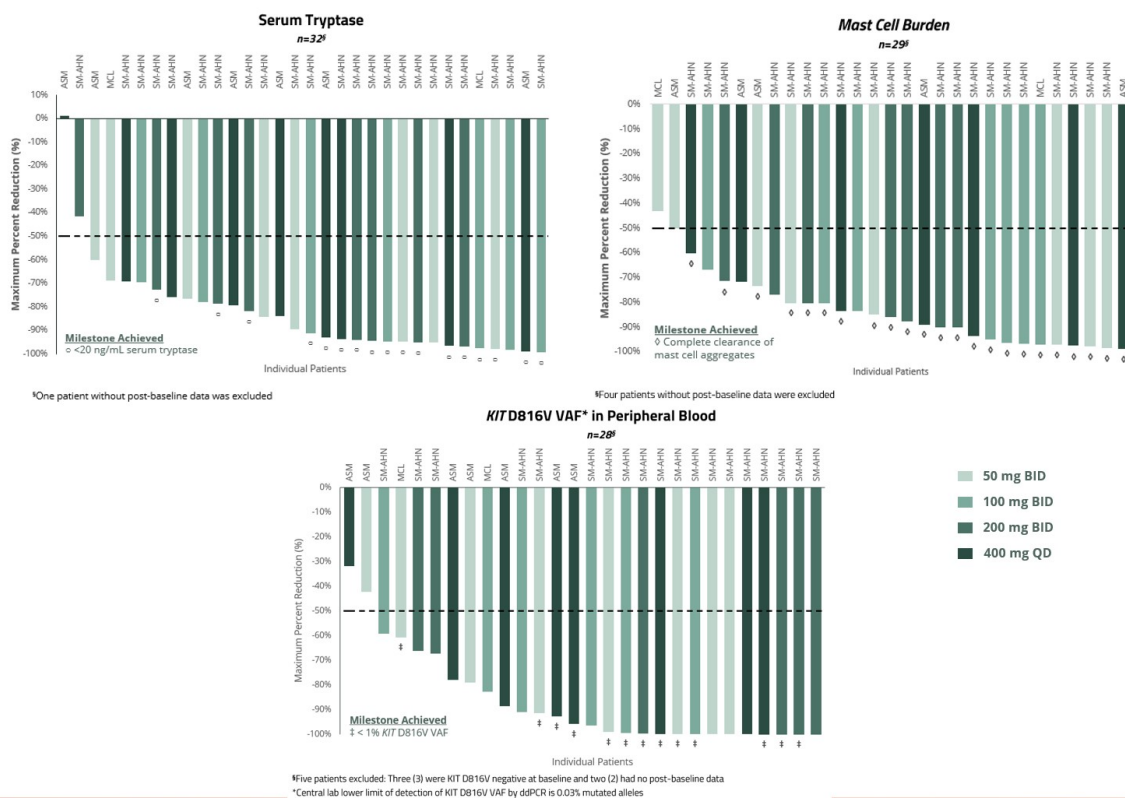 Serum Tryptase
n=32§
ASM SM-AHN ASM MCL SM-AHN SM-AHN SM-AHN SM-AHN ASM SM-AHN SM-AHN ASM SM-AHN SM-AHN ASM SM-AHN SM-AHN ASM SM-AHN SM-AHN SM-AHN SM-AHN SM-AHN SM-AHN SM-AHN SM-AHN SM-AHN MCL SM-AHN SM-AHN ASM SM-AHN
Maximum Percent Reduction (%)
10%
0%
-10%
-20%
-30%
-40%
-50%
-60%
-70%
-80%
-90%
-100%
Milestone Achieved
○ <20 ng/mL serum tryptase
Individual Patients
§One patient without post-baseline data was excluded
Mast Cell Burden
n=29§
MCL ASM SM-AHN SM-AHN SM-AHN ASM ASM SM-AHN SM-AHN SM-AHN SM-AHN SM-AHN SM-AHN SM-AHN SM-AHN SM-AHN ASM SM-AHN SM-AHN SM-AHN SM-AHN SM-AHN SM-AHN MCL SM-AHN SM-AHN SM-AHN SM-AHN ASM
Maximum Percent Reduction (%)
0%
-10%
-20%
-30%
-40%
-50%
-60%
-70%
-80%
-90%
-100%
Milestone Achieved
◊ Complete clearance of
mast cell aggregates
Individual Patients
§Four patients without post-baseline data were excluded
KIT D816V VAF* in Peripheral Blood
n=28§
ASM ASM SM-AHN MCL SM-AHN SM-AHN ASM ASM MCL ASM SM-AHN SM-AHN ASM ASM SM-AHN SM-AHN SM-AHN SM-AHN SM-AHN SM-AHN SM-AHN SM-AHN SM-AHN SM-AHN SM-AHN SM-AHN SM-AHN SM-AHN
Maximum Percent Reduction (%)
0%
-10%
-20%
-30%
-40%
-50%
-60%
-70%
-80%
-90%
-100%
Milestone Achieved
‡ < 1% KIT D816V VAF
Individual Patients
§Five patients excluded: Three (3) were KIT D816V negative at baseline and two (2) had no post-baseline data
*Central lab lower limit of detection of KIT D816V VAF by ddPCR is 0.03% mutated alleles
50 mg BID
100 mg BID
200 mg BID
400 mg QD